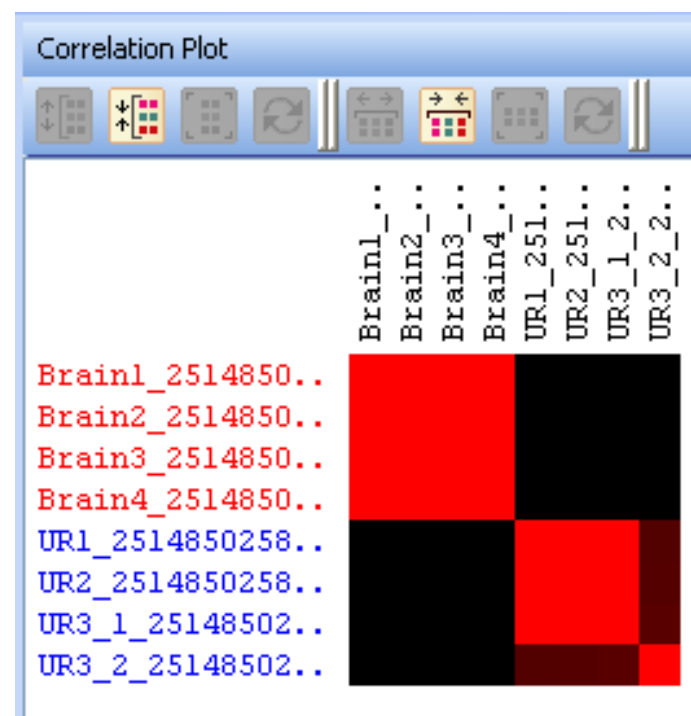 Correlation Plot
Brain1_..
Brain2_..
Brain3_..
Brain4_..
UR1_251..
UR2_251..
UR3_1_2..
UR3_2_2..
Brain1_2514850..
Brain2_2514850..
Brain3_2514850..
Brain4_2514850..
UR1_2514850258..
UR2_2514850258..
UR3_1_25148502..
UR3_2_25148502..